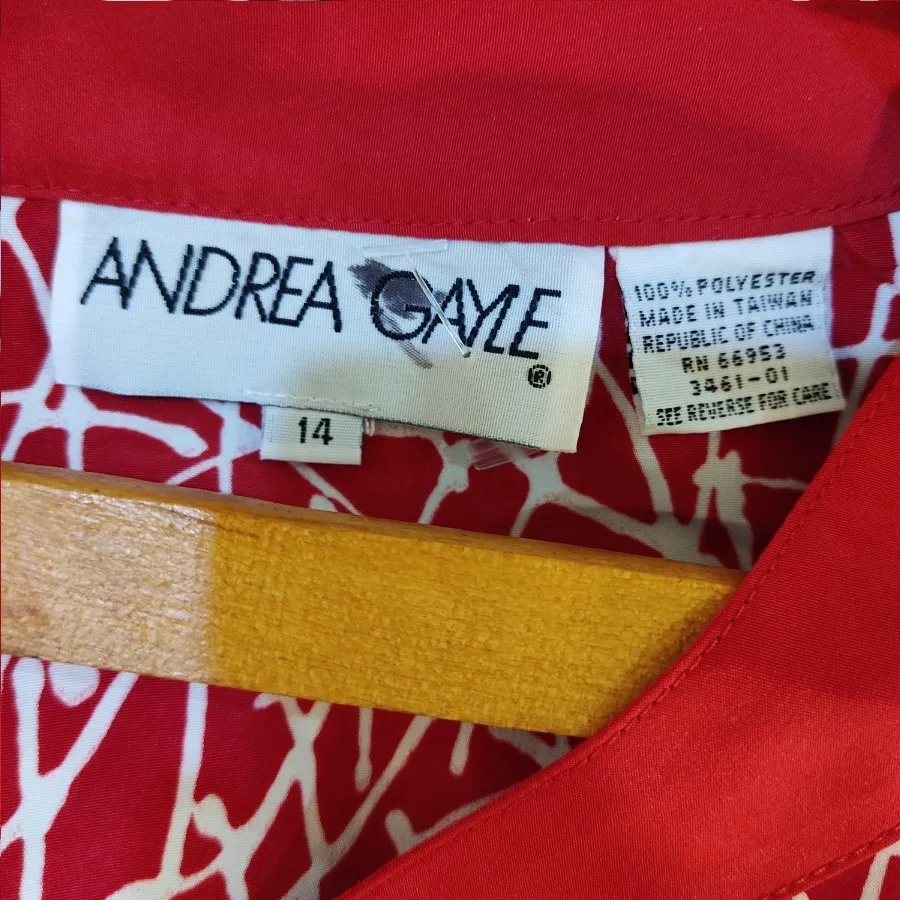 ANDREA GAYLE
®
14
100% POLYESTER
MADE IN TAIWAN
REPUBLIC OF CHINA
RN 66953
3461-01
SEE REVERSE FOR CARE